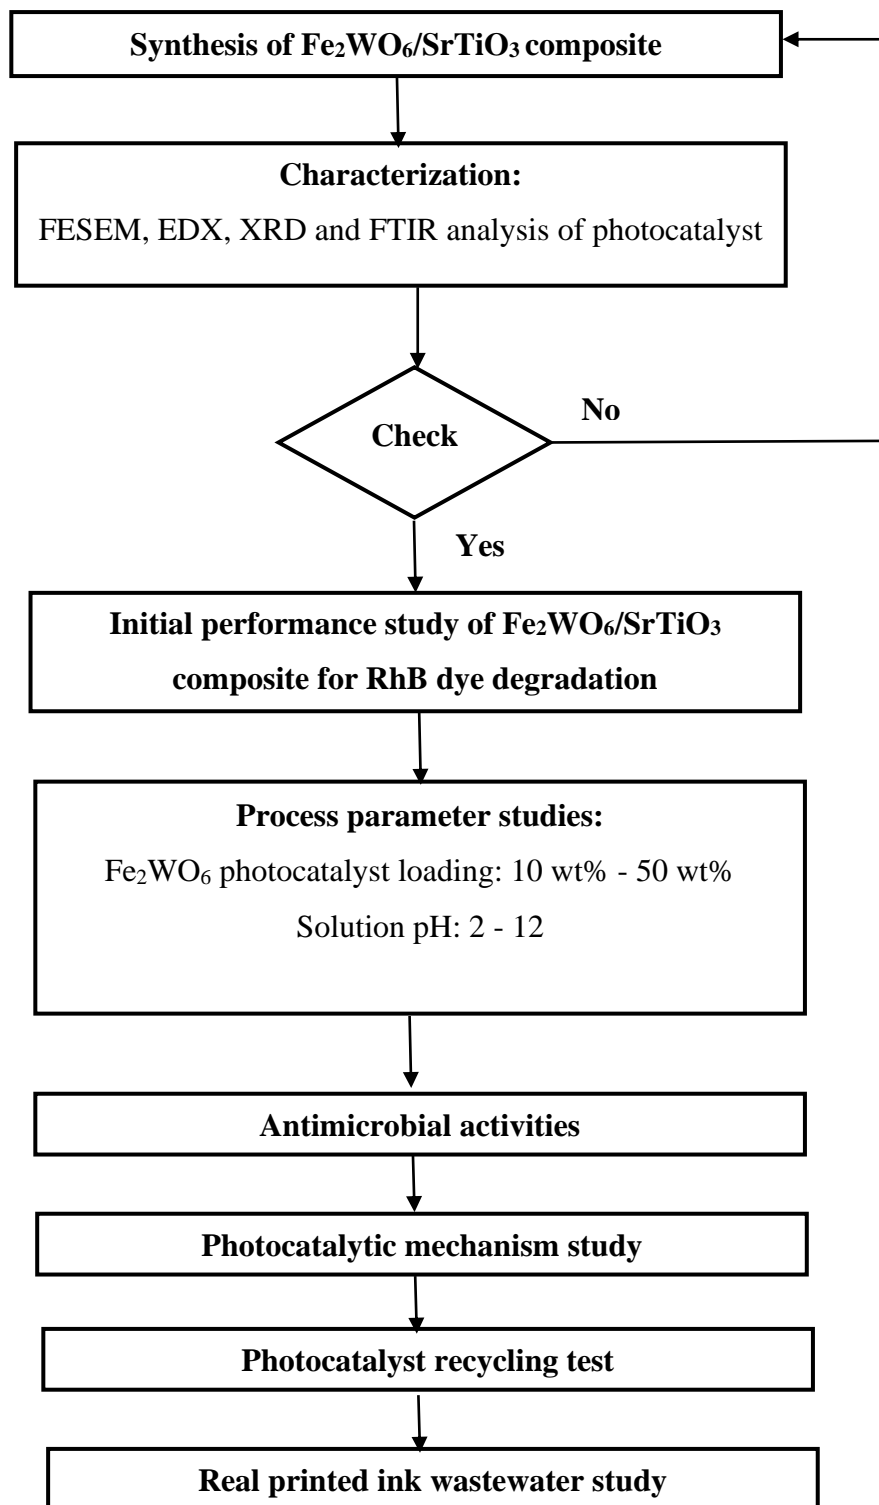 Synthesis of Fe₂WO₆/SrTiO₃ composite
Characterization:
FESEM, EDX, XRD and FTIR analysis of photocatalyst
Check
No
Yes
Initial performance study of Fe₂WO₆/SrTiO₃
composite for RhB dye degradation
Process parameter studies:
Fe₂WO₆ photocatalyst loading: 10 wt% - 50 wt%
Solution pH: 2 - 12
Antimicrobial activities
Photocatalytic mechanism study
Photocatalyst recycling test
Real printed ink wastewater study